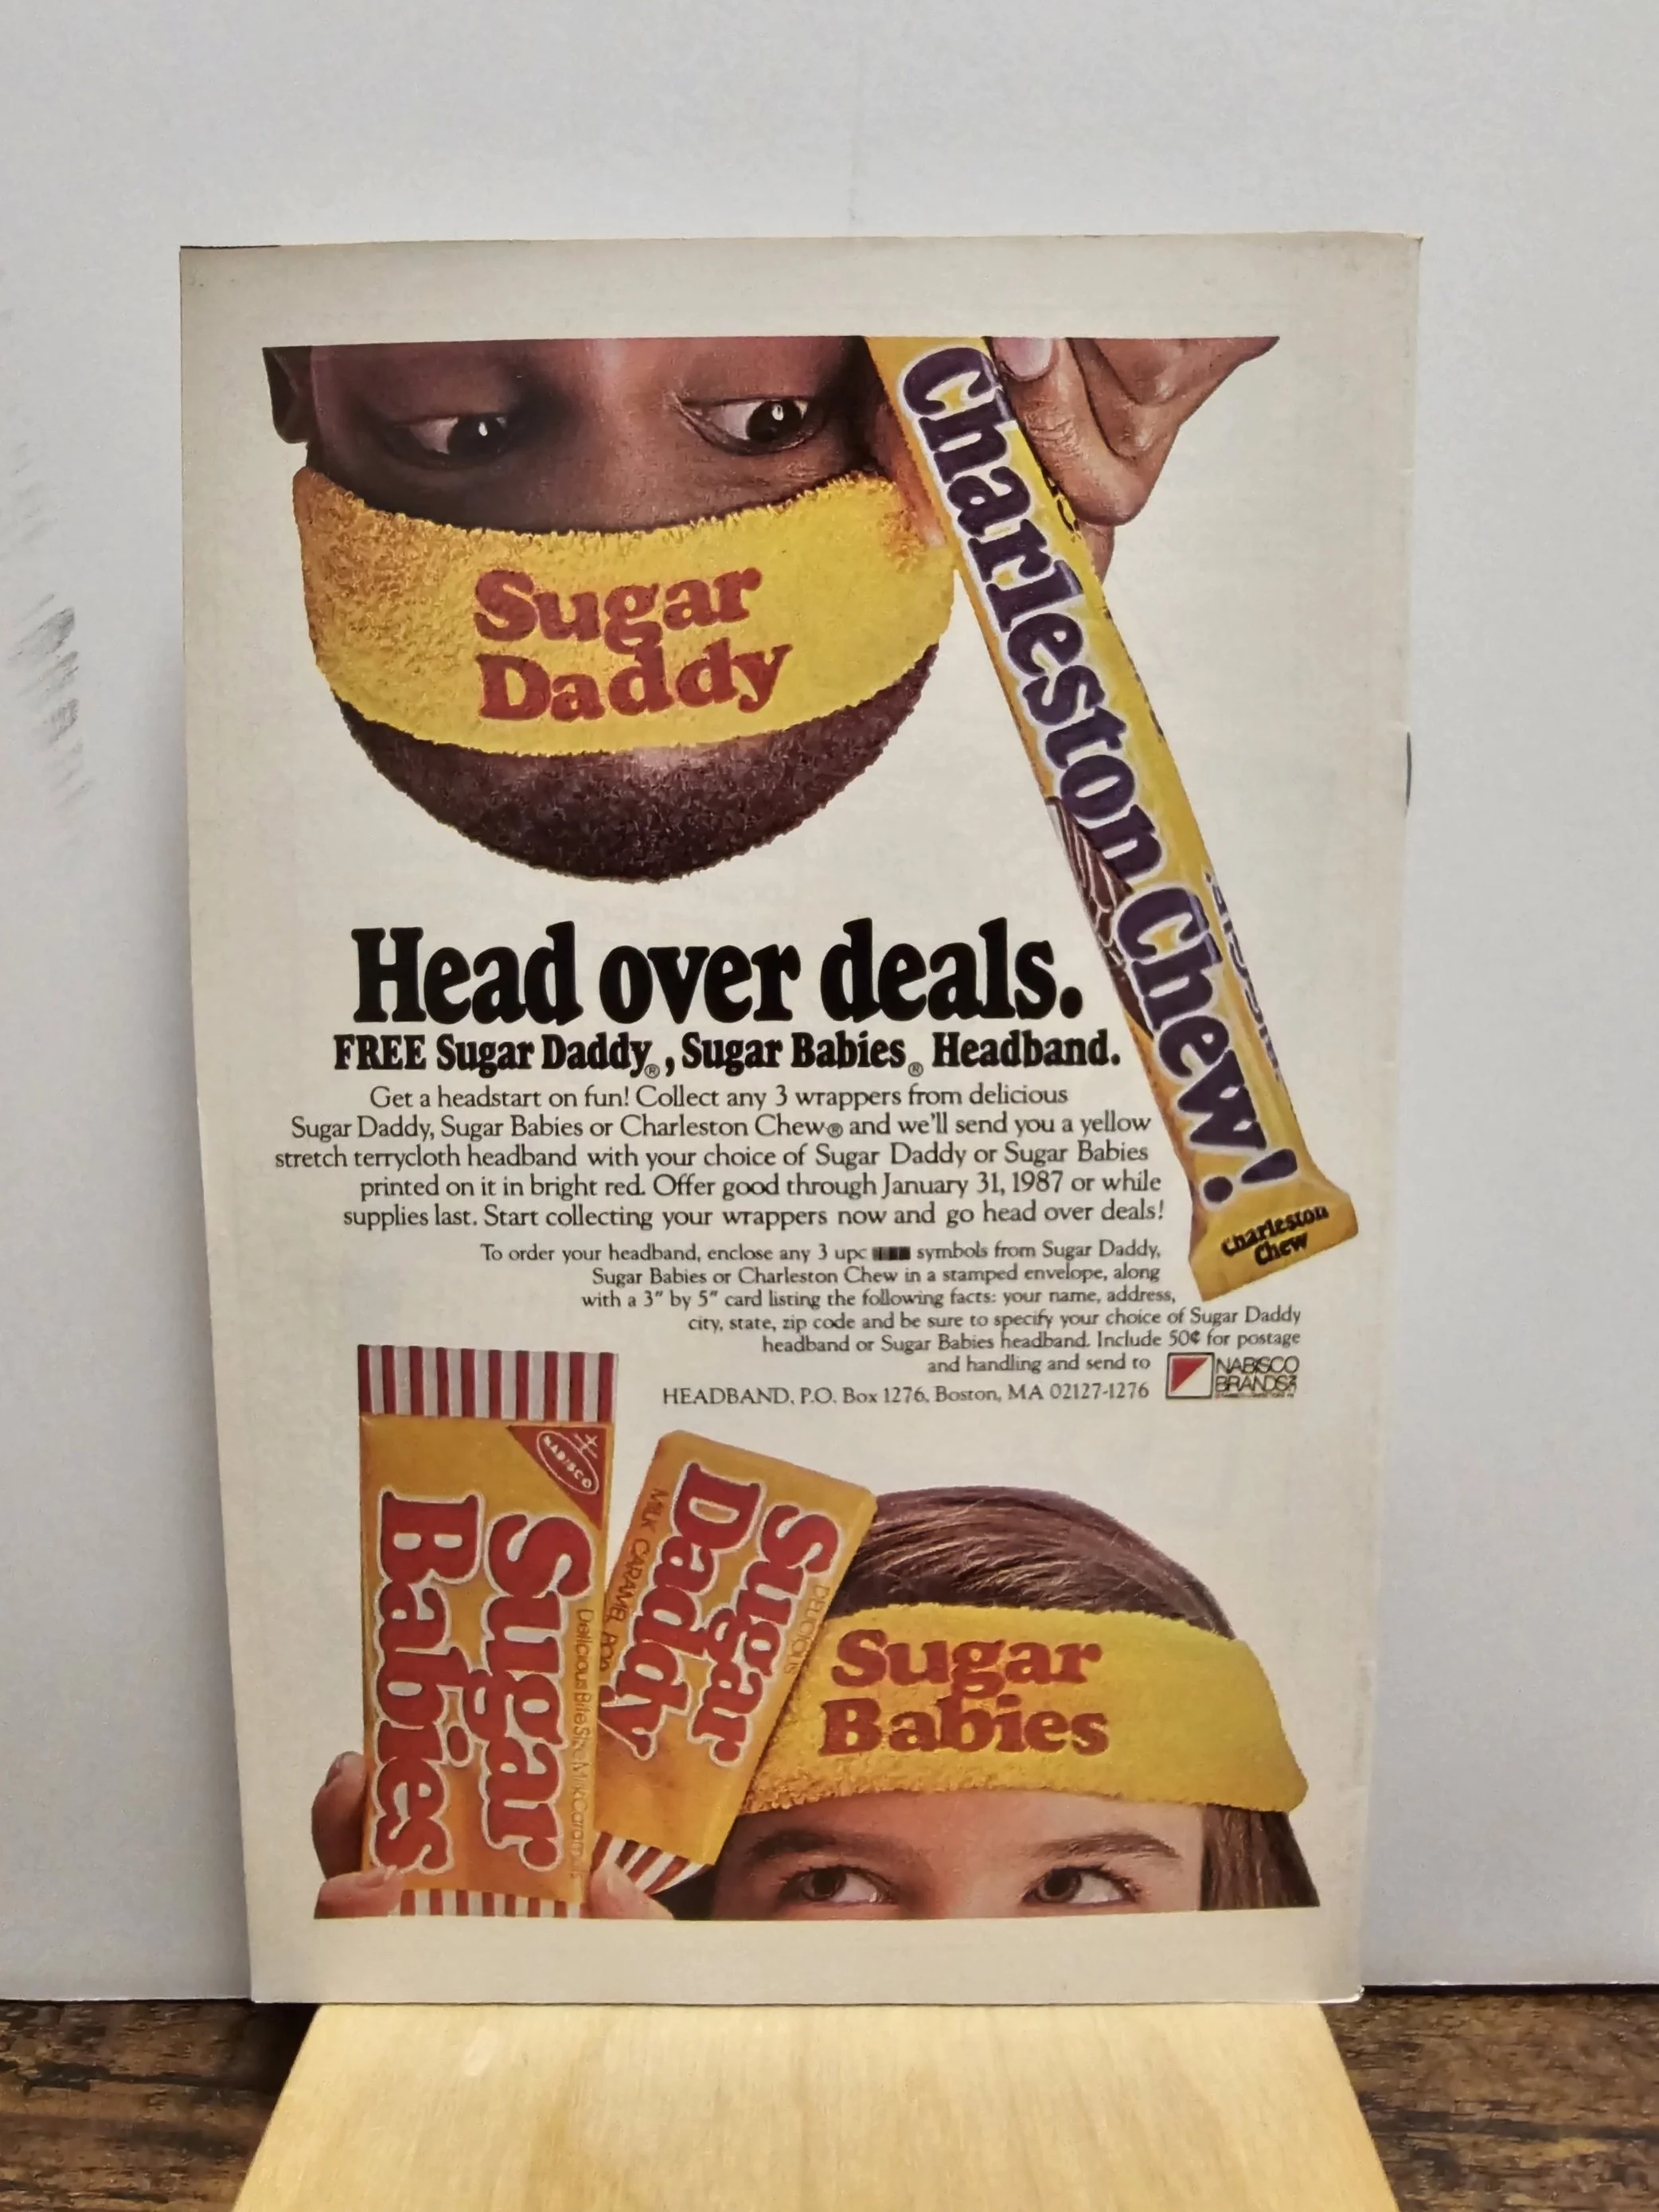 Charleston Chew!
Charleston
Chew
Sugar
Daddy
Head over deals.
FREE Sugar Daddy®, Sugar Babies® Headband.
Get a headstart on fun! Collect any 3 wrappers from delicious
Sugar Daddy, Sugar Babies or Charleston Chew® and we'll send you a yellow
stretch terrycloth headband with your choice of Sugar Daddy or Sugar Babies
printed on it in bright red. Offer good through January 31, 1987 or while
supplies last. Start collecting your wrappers now and go head over deals!
To order your headband, enclose any 3 upc symbols from Sugar Daddy,
Sugar Babies or Charleston Chew in a stamped envelope, along
with a 3" by 5" card listing the following facts: your name, address,
city, state, zip code and be sure to specify your choice of Sugar Daddy
headband or Sugar Babies headband. Include 50¢ for postage
and handling and send to
HEADBAND, P.O. Box 1276, Boston, MA 02127-1276
NABISCO
BRANDS
NABISCO
Sugar
Babies
Delicious Bite Size Milk Caramels
DELICIOUS
Sugar
Daddy
MILK CARAMEL POP
Sugar
Babies